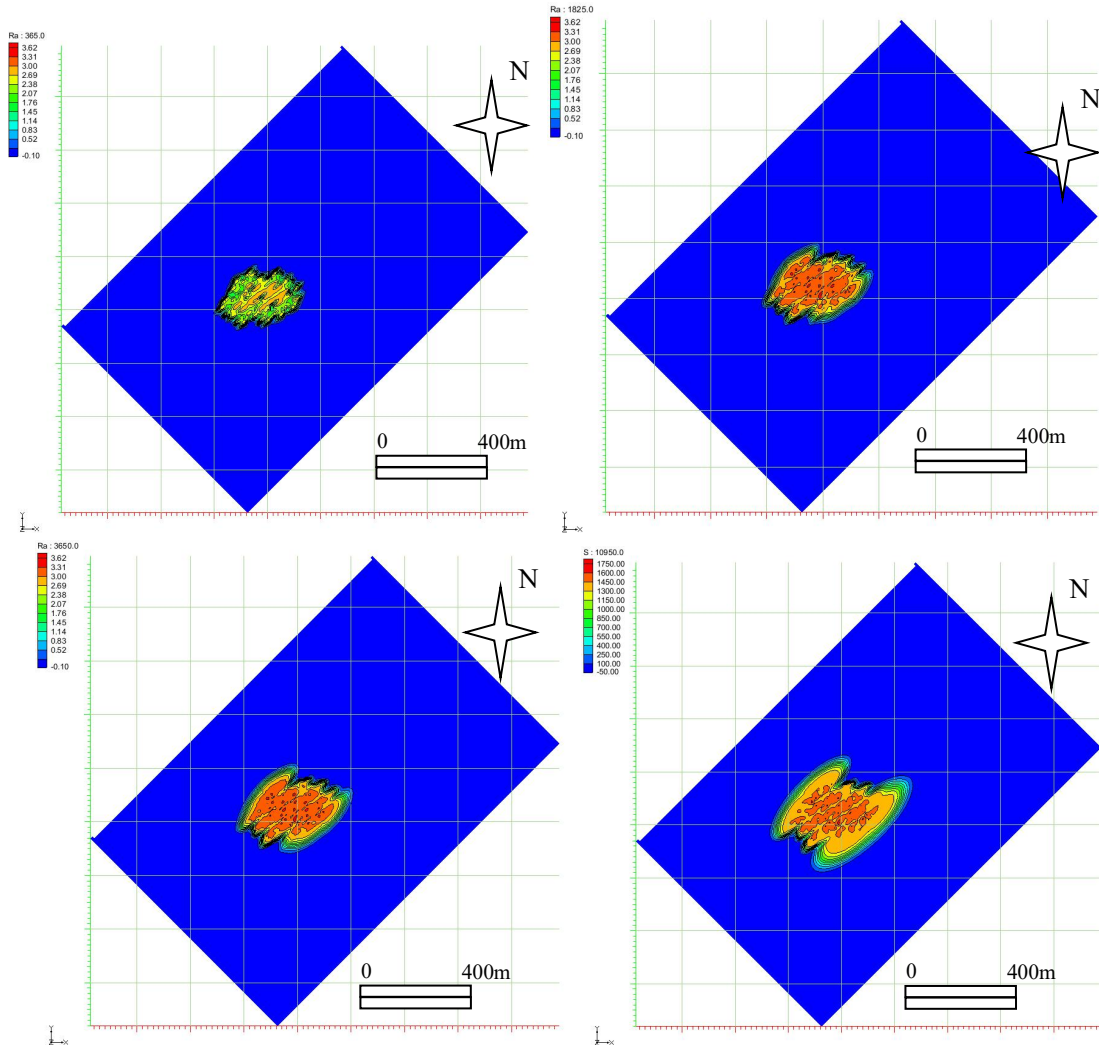 Ra : 365.0
3.62
3.31
3.00
2.69
2.38
2.07
1.76
1.45
1.14
0.83
0.52
-0.10
N
0 400m
Y
Z X
Ra : 1825.0
3.62
3.31
3.00
2.69
2.38
2.07
1.76
1.45
1.14
0.83
0.52
-0.10
N
0 400m
Y
Z X
Ra : 3650.0
3.62
3.31
3.00
2.69
2.38
2.07
1.76
1.45
1.14
0.83
0.52
-0.10
N
0 400m
Y
Z X
S : 10950.0
1750.00
1600.00
1450.00
1300.00
1150.00
1000.00
850.00
700.00
550.00
400.00
250.00
100.00
-50.00
N
0 400m
Y
Z X